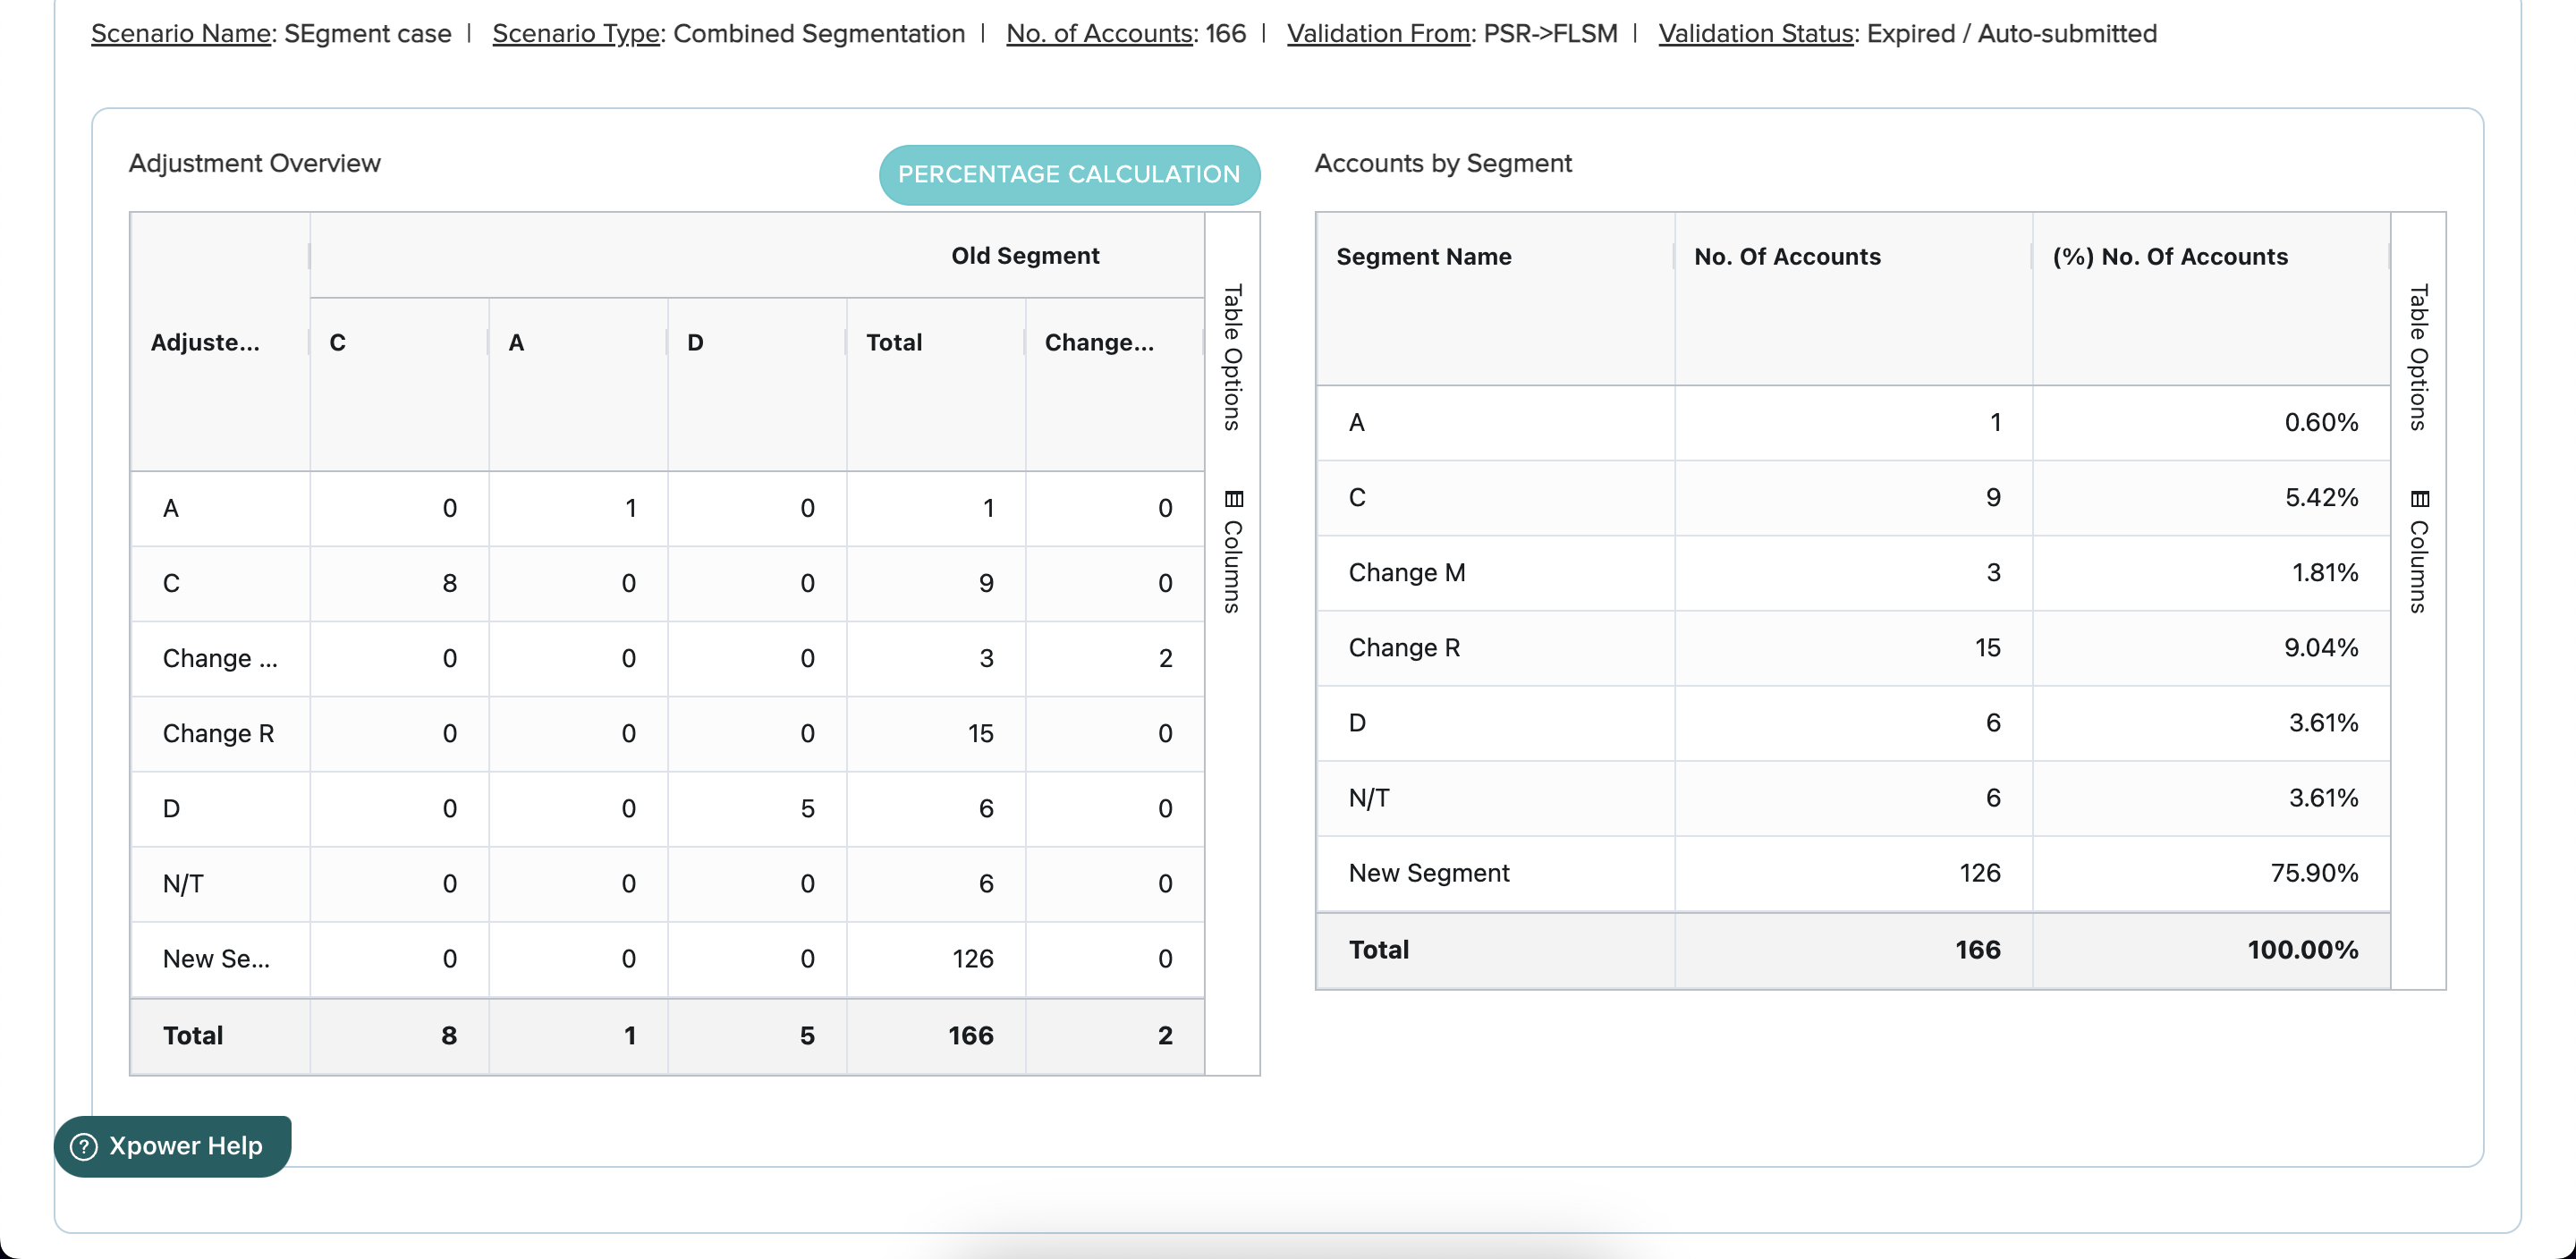 Scenario Name: SEgment case | Scenario Type: Combined Segmentation | No. of Accounts: 166 | Validation From: PSR->FLSM | Validation Status: Expired / Auto-submitted
Adjustment Overview
PERCENTAGE CALCULATION
Old Segment
Adjuste... C A D Total Change...
A 0 1 0 1 0
C 8 0 0 9 0
Change ... 0 0 0 3 2
Change R 0 0 0 15 0
D 0 0 5 6 0
N/T 0 0 0 6 0
New Se... 0 0 0 126 0
Total 8 1 5 166 2
Table Options
Columns
Accounts by Segment
Segment Name No. Of Accounts (%) No. Of Accounts
A 1 0.60%
C 9 5.42%
Change M 3 1.81%
Change R 15 9.04%
D 6 3.61%
N/T 6 3.61%
New Segment 126 75.90%
Total 166 100.00%
Table Options
Columns
Xpower Help